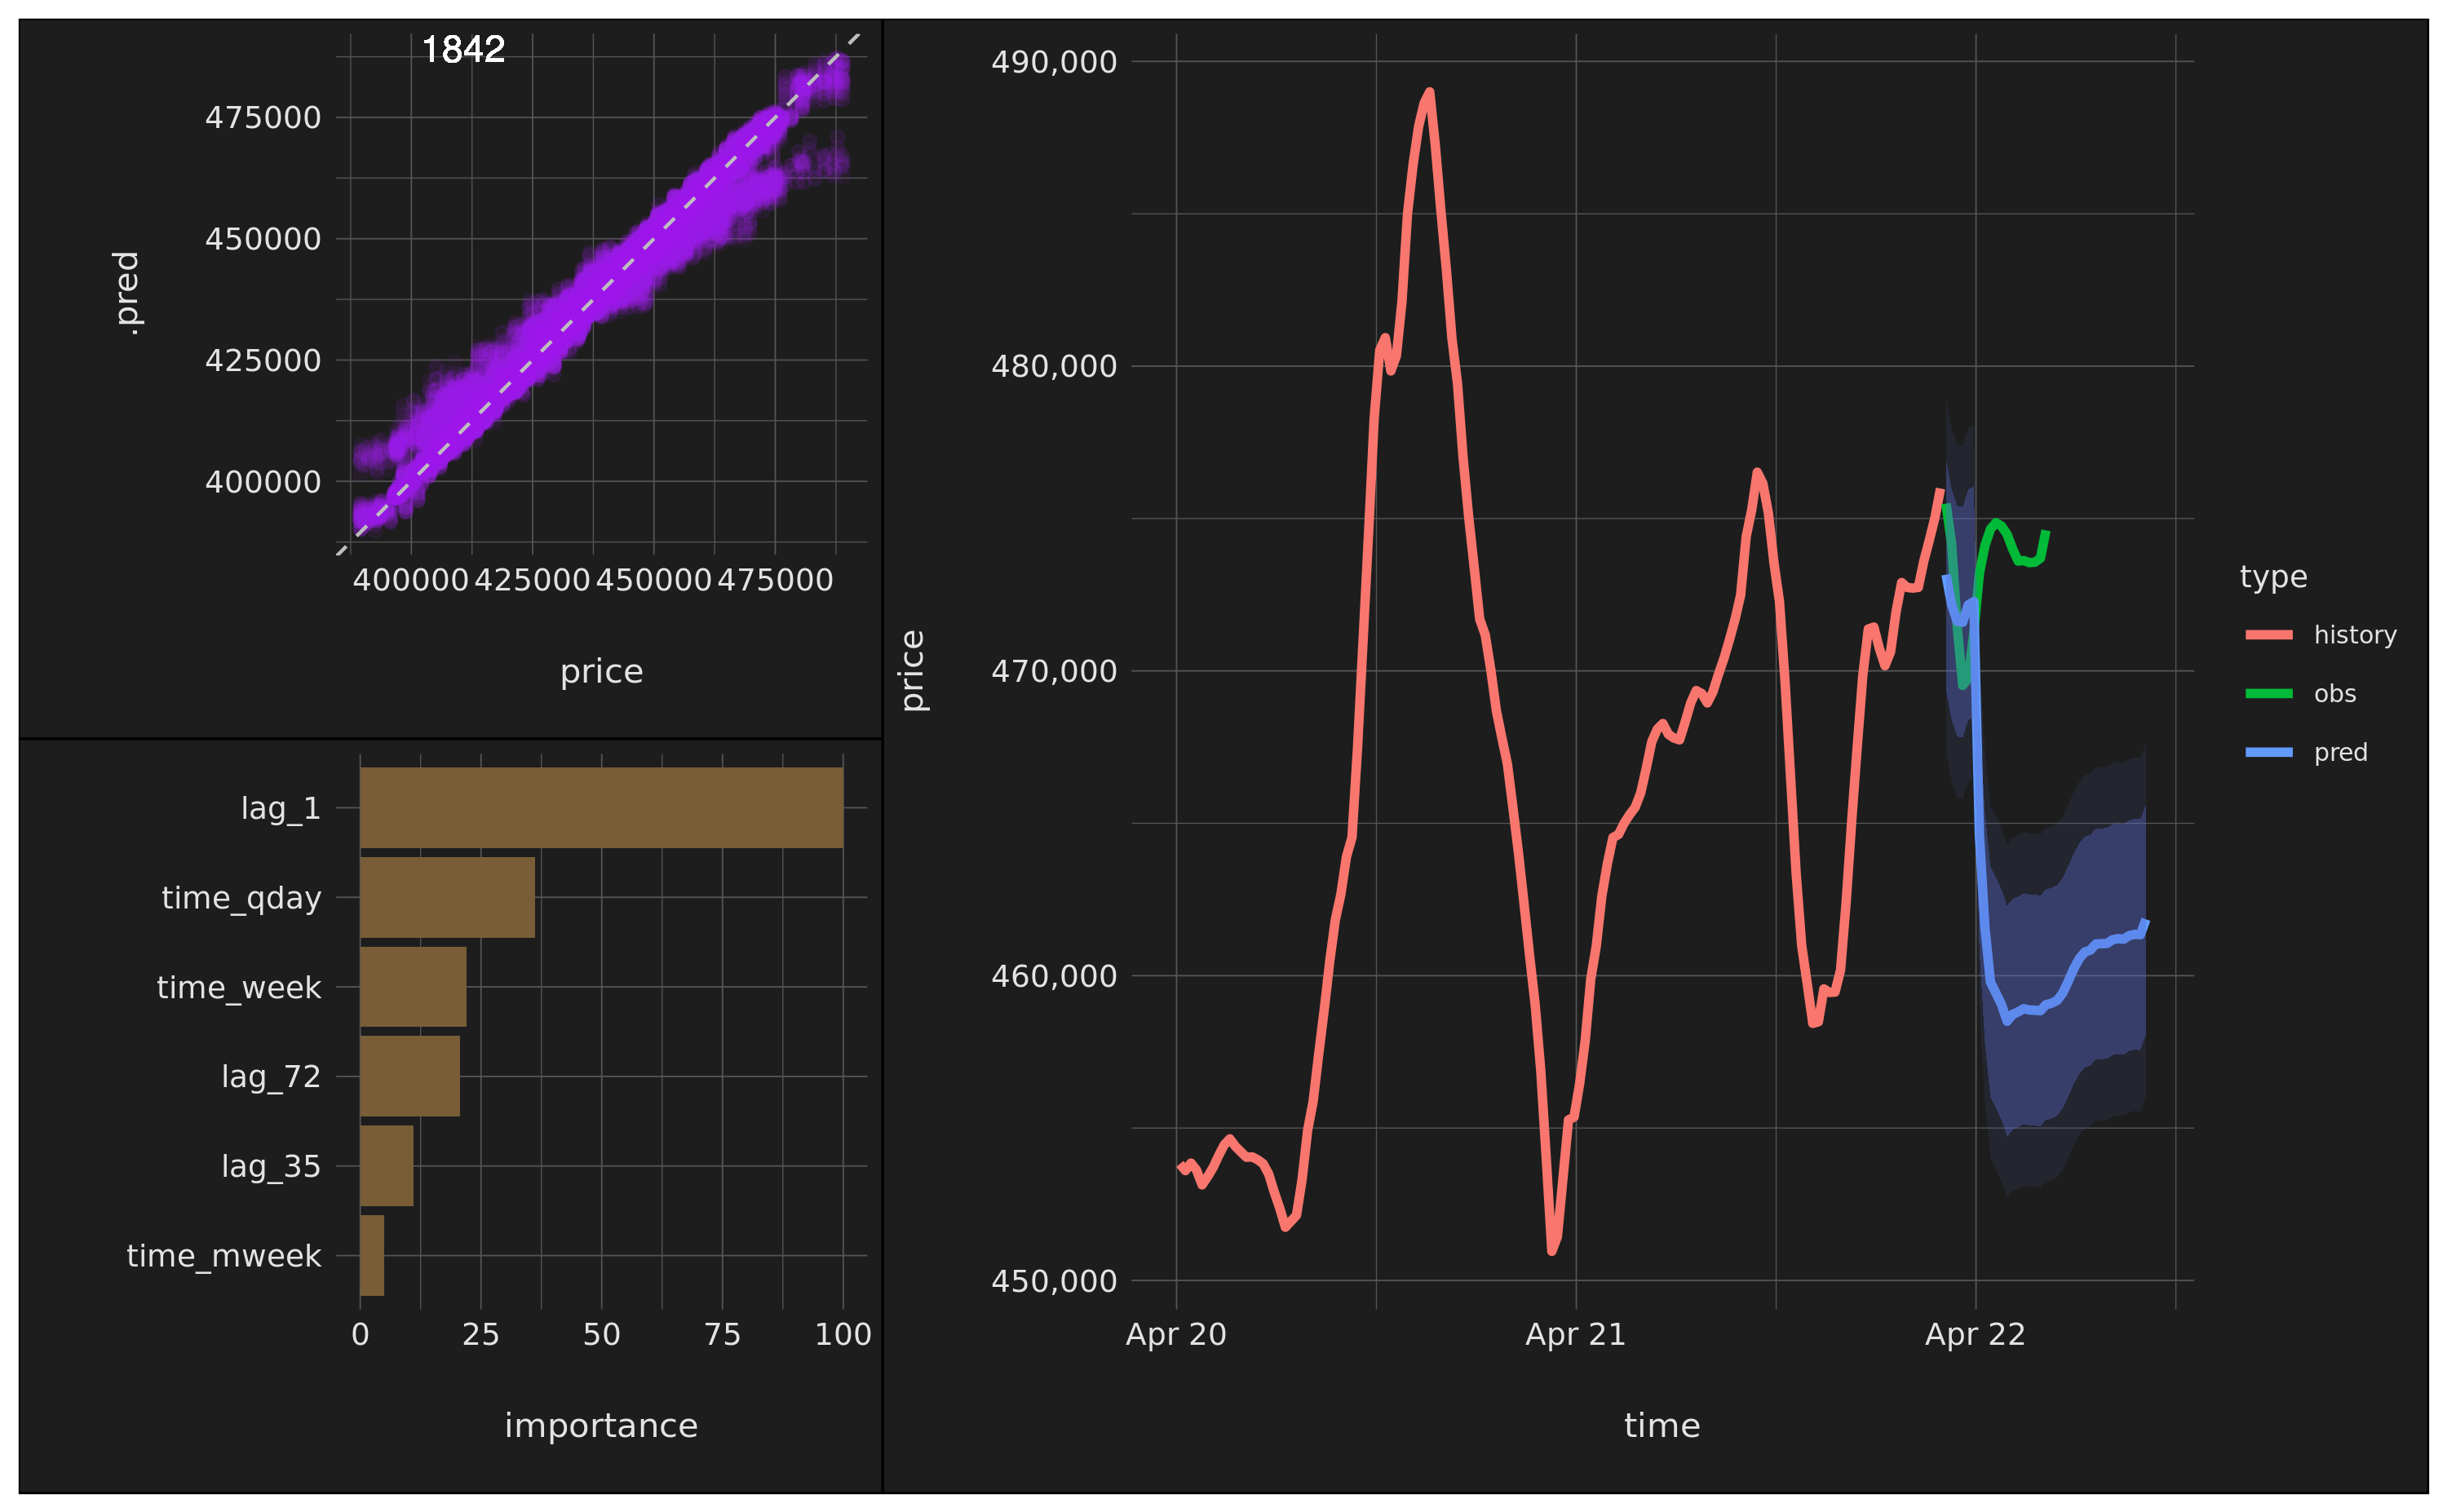 1842
475000
450000
425000
400000
.pred
400000 425000 450000 475000
price
lag_1
time_qday
time_week
lag_72
lag_35
time_mweek
0 25 50 75 100
importance
490,000
480,000
470,000
460,000
450,000
price
Apr 20 Apr 21 Apr 22
time
type
history
obs
pred